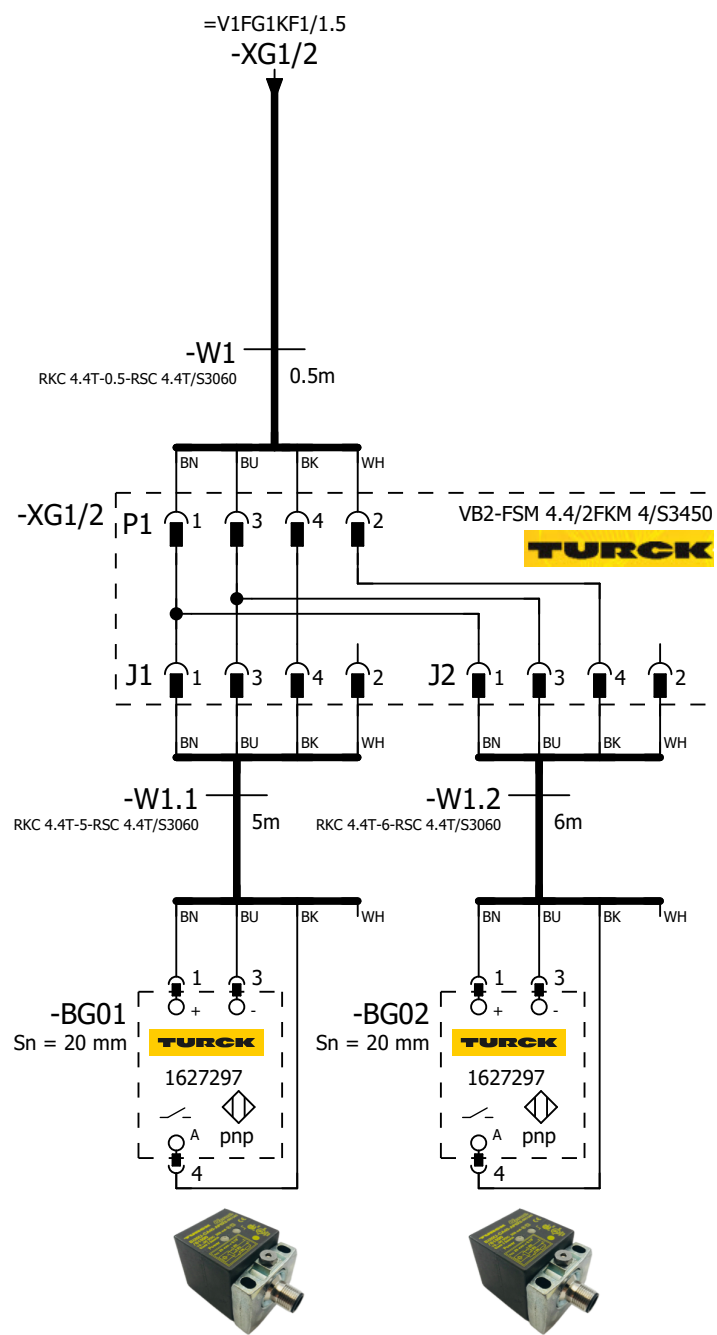 =V1FG1KF1/1.5
-XG1/2
-W1
RKC 4.4T-0.5-RSC 4.4T/S3060
0.5m
BN BU BK WH
-XG1/2 P1 1 3 4 2 VB2-FSM 4.4/2FKM 4/S3450
TURCK
J1 1 3 4 2 J2 1 3 4 2
BN BU BK WH BN BU BK WH
-W1.1 -W1.2
RKC 4.4T-5-RSC 4.4T/S3060 5m RKC 4.4T-6-RSC 4.4T/S3060 6m
BN BU BK WH BN BU BK WH
1 3 1 3
-BG01 + - -BG02 + -
Sn = 20 mm TURCK Sn = 20 mm TURCK
1627297 1627297
A pnp A pnp
4 4